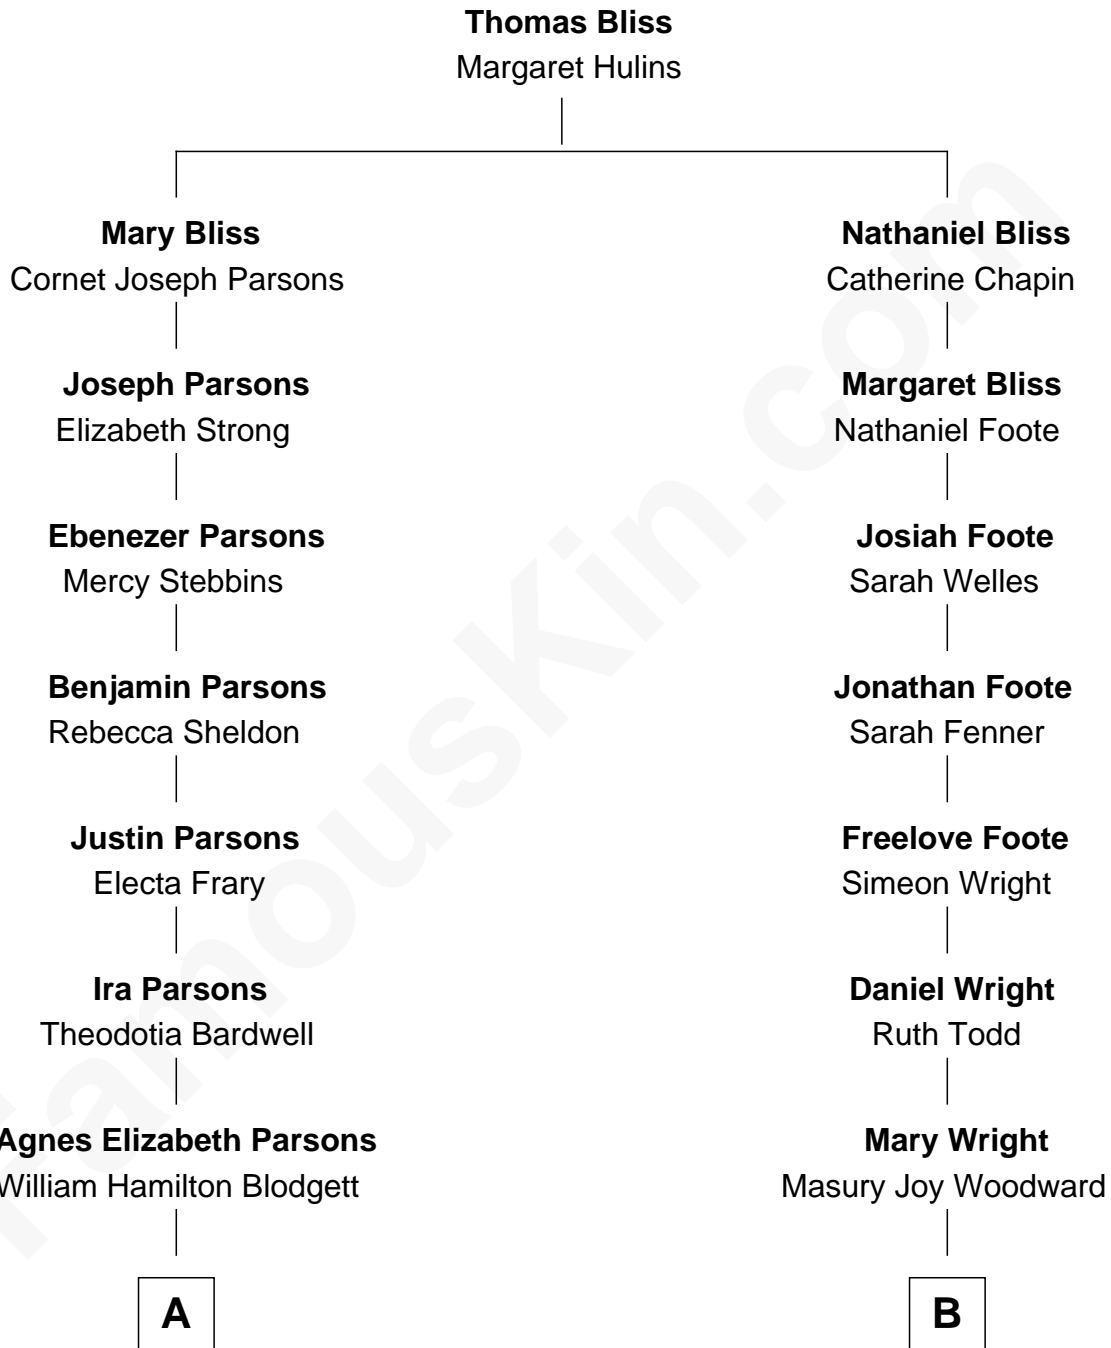 Thomas Bliss
Margaret Hulins
Mary Bliss
Cornet Joseph Parsons
Nathaniel Bliss
Catherine Chapin
Joseph Parsons
Elizabeth Strong
Margaret Bliss
Nathaniel Foote
Ebenezer Parsons
Mercy Stebbins
Josiah Foote
Sarah Welles
Benjamin Parsons
Rebecca Sheldon
Jonathan Foote
Sarah Fenner
Justin Parsons
Electa Frary
Freelove Foote
Simeon Wright
Ira Parsons
Theodotia Bardwell
Daniel Wright
Ruth Todd
Agnes Elizabeth Parsons
William Hamilton Blodgett
Mary Wright
Masury Joy Woodward
A
B
FamousKin.com